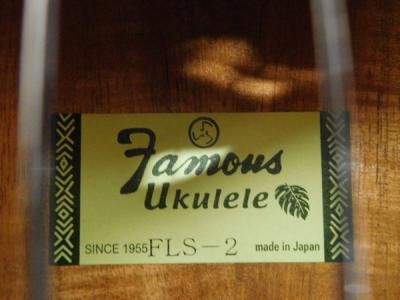 Famous
Ukulele
SINCE 1955 FLS-2 made in Japan